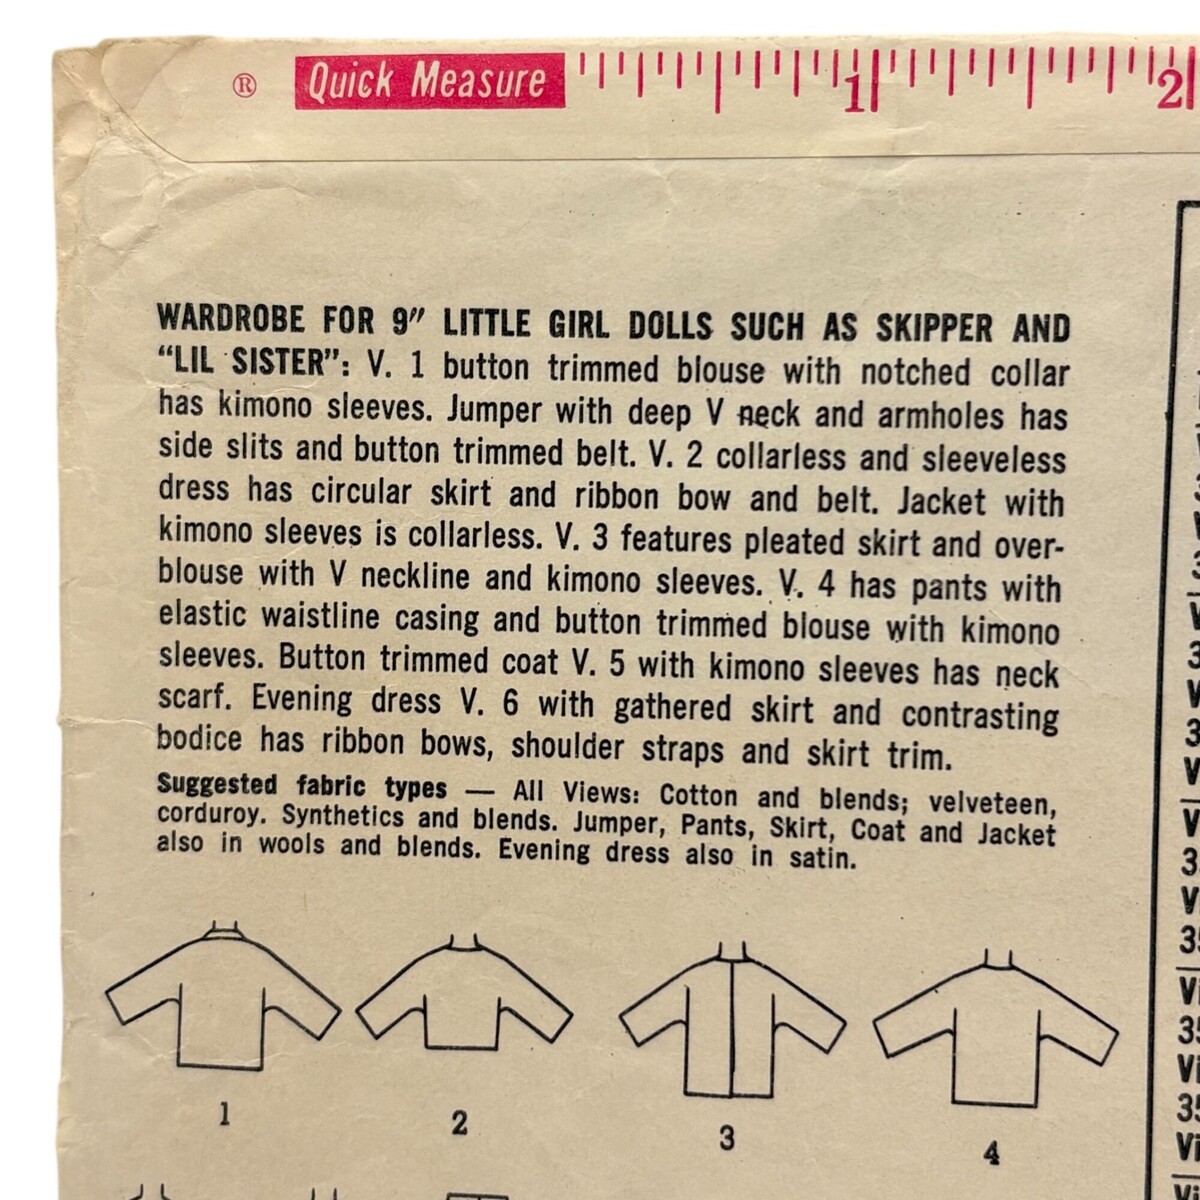 ® Quick Measure 1 2
WARDROBE FOR 9" LITTLE GIRL DOLLS SUCH AS SKIPPER AND
"LIL SISTER": V. 1 button trimmed blouse with notched collar
has kimono sleeves. Jumper with deep V neck and armholes has
side slits and button trimmed belt. V. 2 collarless and sleeveless
dress has circular skirt and ribbon bow and belt. Jacket with
kimono sleeves is collarless. V. 3 features pleated skirt and over-
blouse with V neckline and kimono sleeves. V. 4 has pants with
elastic waistline casing and button trimmed blouse with kimono
sleeves. Button trimmed coat V. 5 with kimono sleeves has neck
scarf. Evening dress V. 6 with gathered skirt and contrasting
bodice has ribbon bows, shoulder straps and skirt trim.
Suggested fabric types — All Views: Cotton and blends; velveteen,
corduroy. Synthetics and blends. Jumper, Pants, Skirt, Coat and Jacket
also in wools and blends. Evening dress also in satin.
1 2 3 4